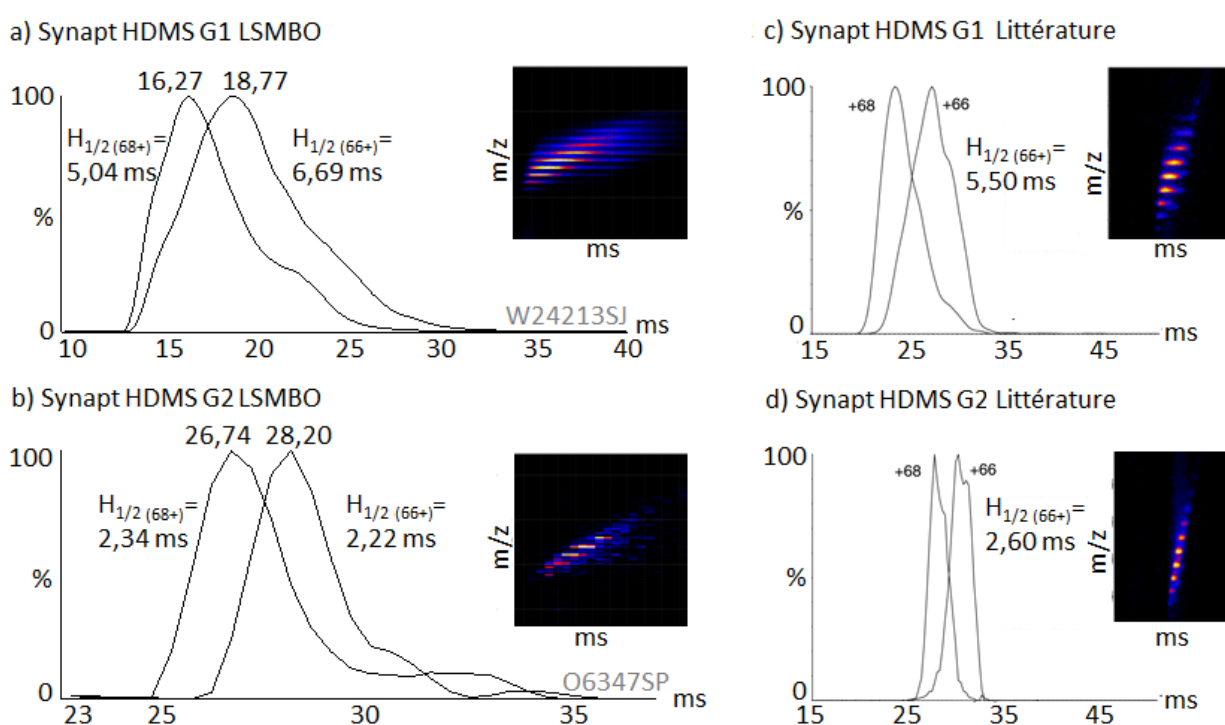 a) Synapt HDMS G1 LSMBO
16,27 18,77
100
H1/2 (68+)=
5,04 ms
H1/2 (66+)=
6,69 ms
%
0
m/z
ms
W24213SJ
ms
10 15 20 25 30 35 40
c) Synapt HDMS G1 Littérature
100
+68
+66
H1/2 (66+)=
5,50 ms
%
0
m/z
ms
ms
15 25 35 45
b) Synapt HDMS G2 LSMBO
26,74 28,20
100
H1/2 (68+)=
2,34 ms
H1/2 (66+)=
2,22 ms
%
0
m/z
ms
O6347SP
ms
23 25 30 35
d) Synapt HDMS G2 Littérature
100
+68
+66
H1/2 (66+)=
2,60 ms
%
0
m/z
ms
ms
15 25 35 45